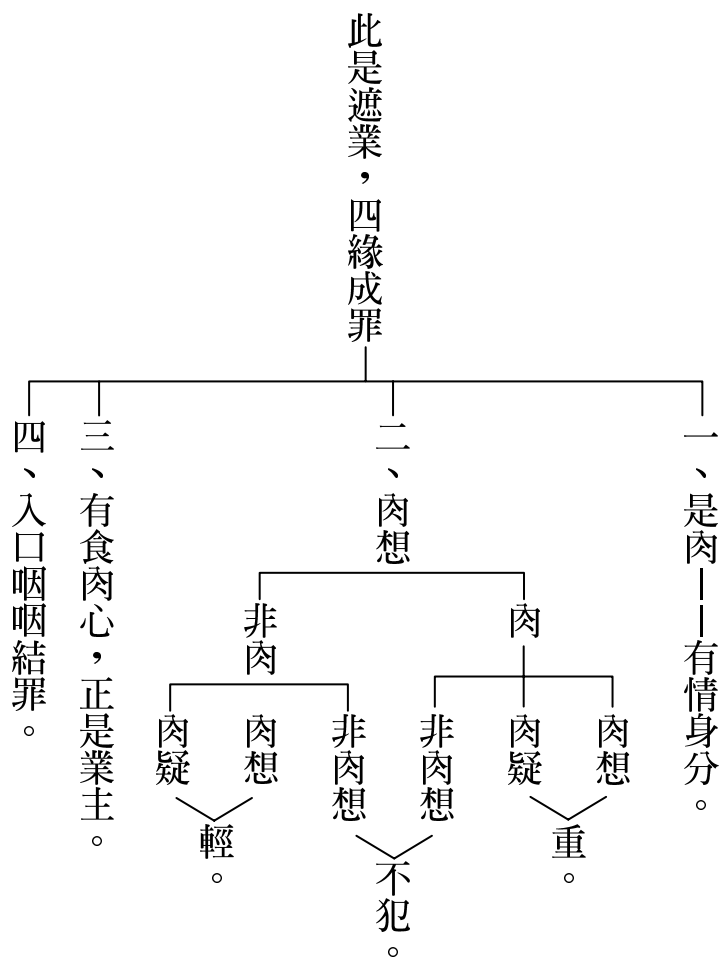 此是遮業，四緣成罪
一、是肉——有情身分。
二、肉想
肉
肉想
肉疑
重。
非肉想
非肉
非肉想
不犯。
肉想
肉疑
輕。
三、有食肉心，正是業主。
四、入口咽咽結罪。